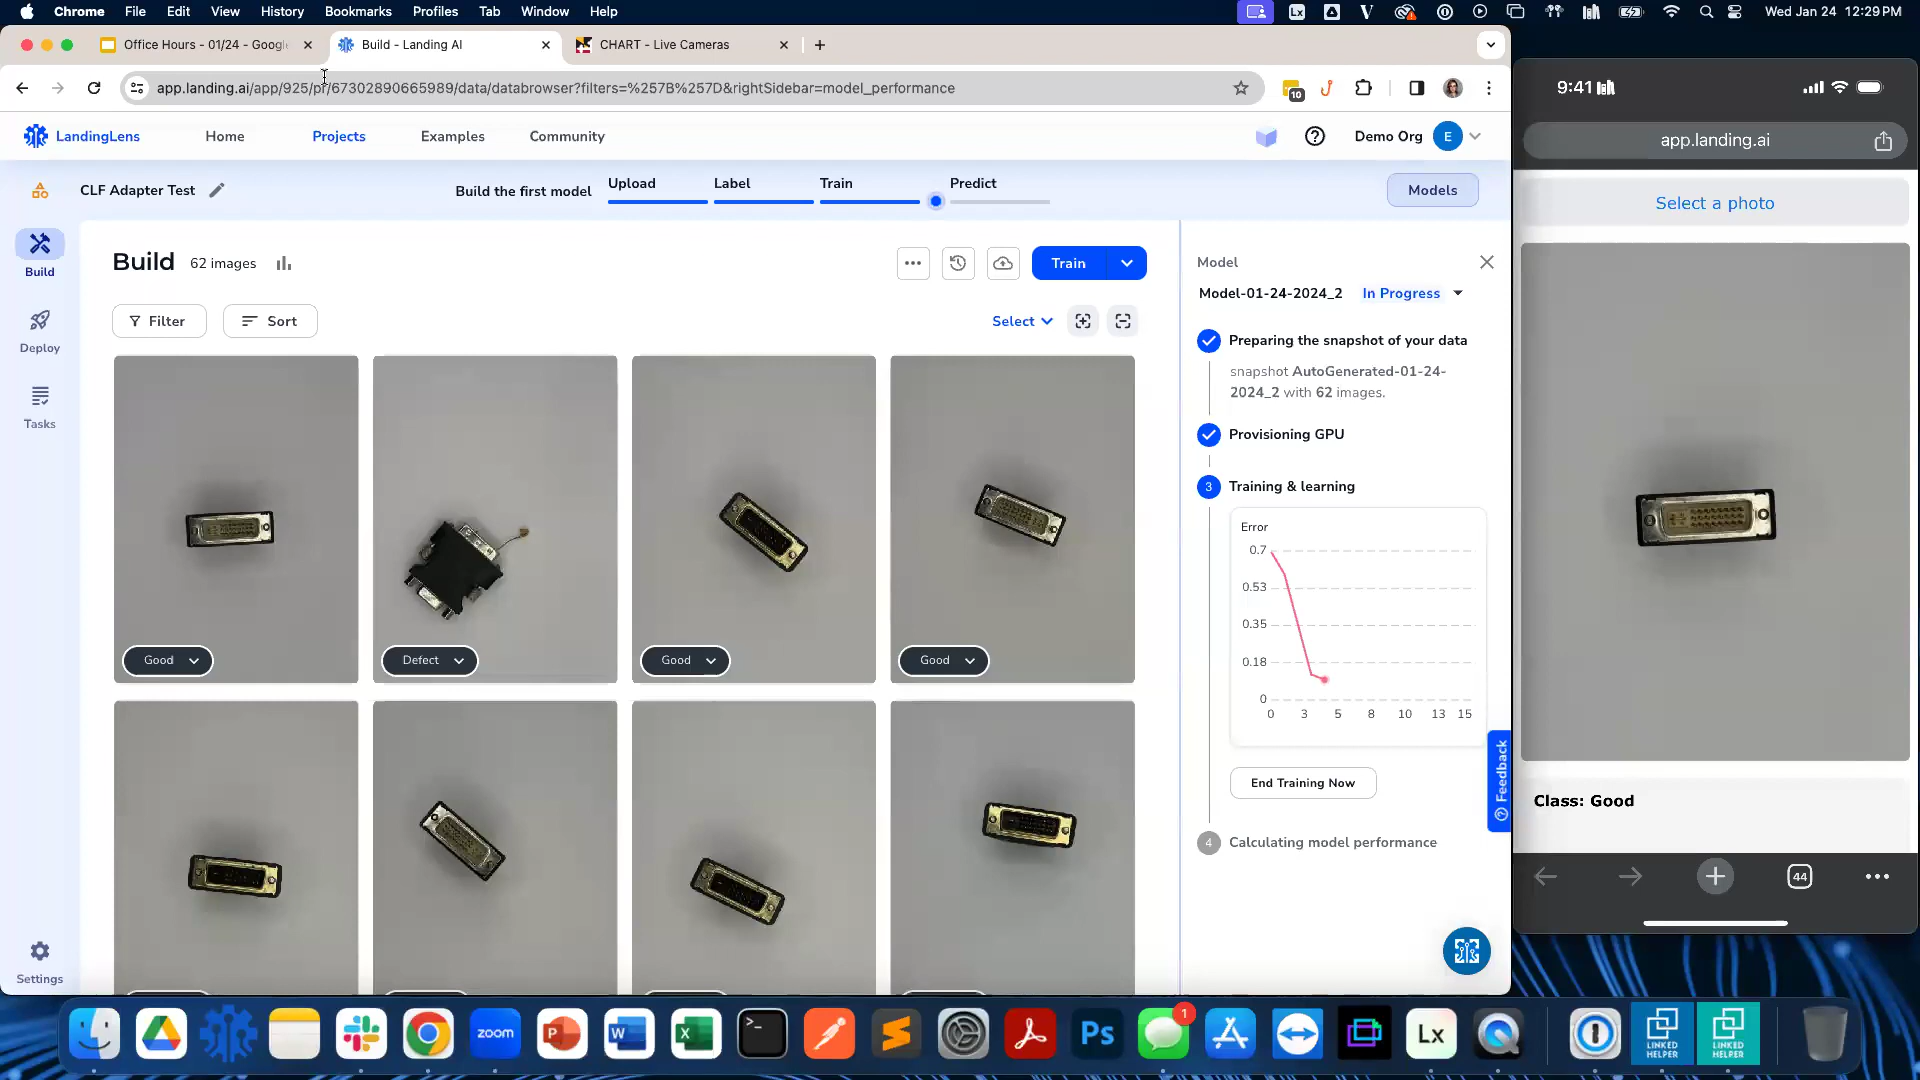 Chrome File Edit View History Bookmarks Profiles Tab Window Help
Wed Jan 24 12:29 PM
Office Hours - 01/24 - Googl
Build - Landing AI
CHART - Live Cameras
app.landing.ai/app/925/pr/67302890665989/data/databrowser?filters=%257B%257D&rightSidebar=model_performance
10
LandingLens
Home
Projects
Examples
Community
Demo Org
E
CLF Adapter Test
Build the first model
Upload
Label
Train
Predict
Models
Build
Deploy
Tasks
Settings
Build 62 images
Train
Filter
Sort
Select
Good
Defect
Good
Good
Model
Model-01-24-2024_2 In Progress
Preparing the snapshot of your data
snapshot AutoGenerated-01-24-
2024_2 with 62 images.
Provisioning GPU
3 Training & learning
Error
0.7
0.53
0.35
0.18
0
0 3 5 8 10 13 15
End Training Now
4 Calculating model performance
Feedback
9:41
app.landing.ai
Select a photo
Class: Good
44
zoom
P
W
X
>_
Ps
1
Lx
LINKED
HELPER
LINKED
HELPER